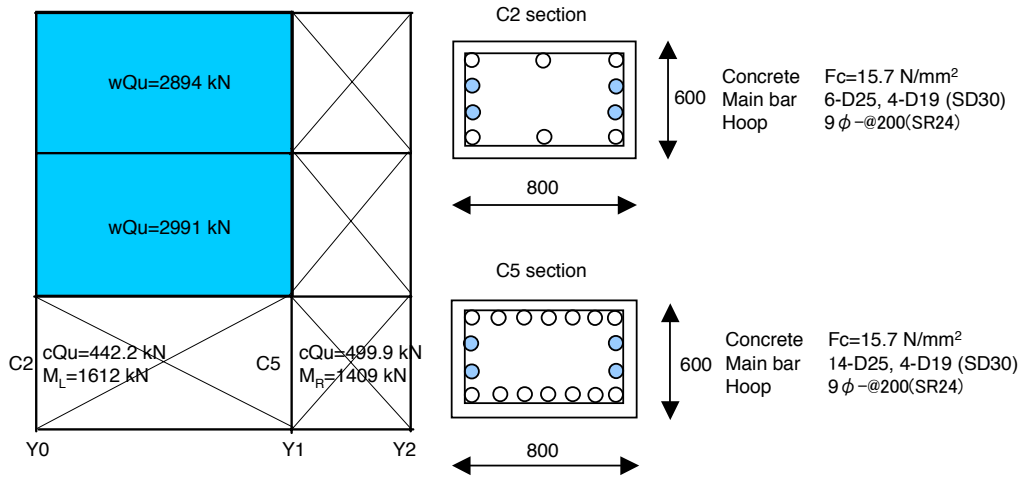 C2 section
wQu=2894 kN
600
Concrete Fc=15.7 N/mm²
Main bar 6-D25, 4-D19 (SD30)
Hoop 9φ-@200(SR24)
800
wQu=2991 kN
C5 section
C2
cQu=442.2 kN
M_L=1612 kN
C5
cQu=499.9 kN
M_R=1409 kN
600
Concrete Fc=15.7 N/mm²
Main bar 14-D25, 4-D19 (SD30)
Hoop 9φ-@200(SR24)
800
Y0 Y1 Y2